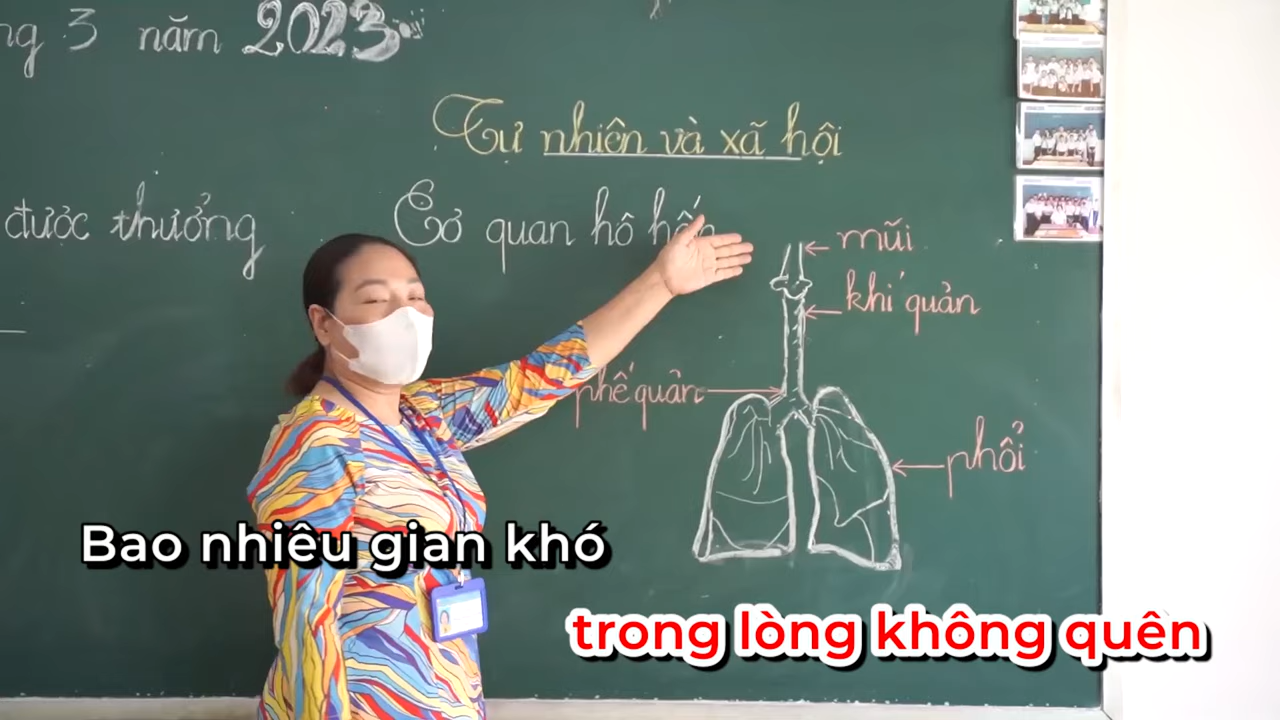 3 năm 2023
Tự nhiên và xã hội
được thưởng
Cơ quan hô hấp
mũi
khí quản
phế quản
phổi
Bao nhiêu gian khó
trong lòng không quên